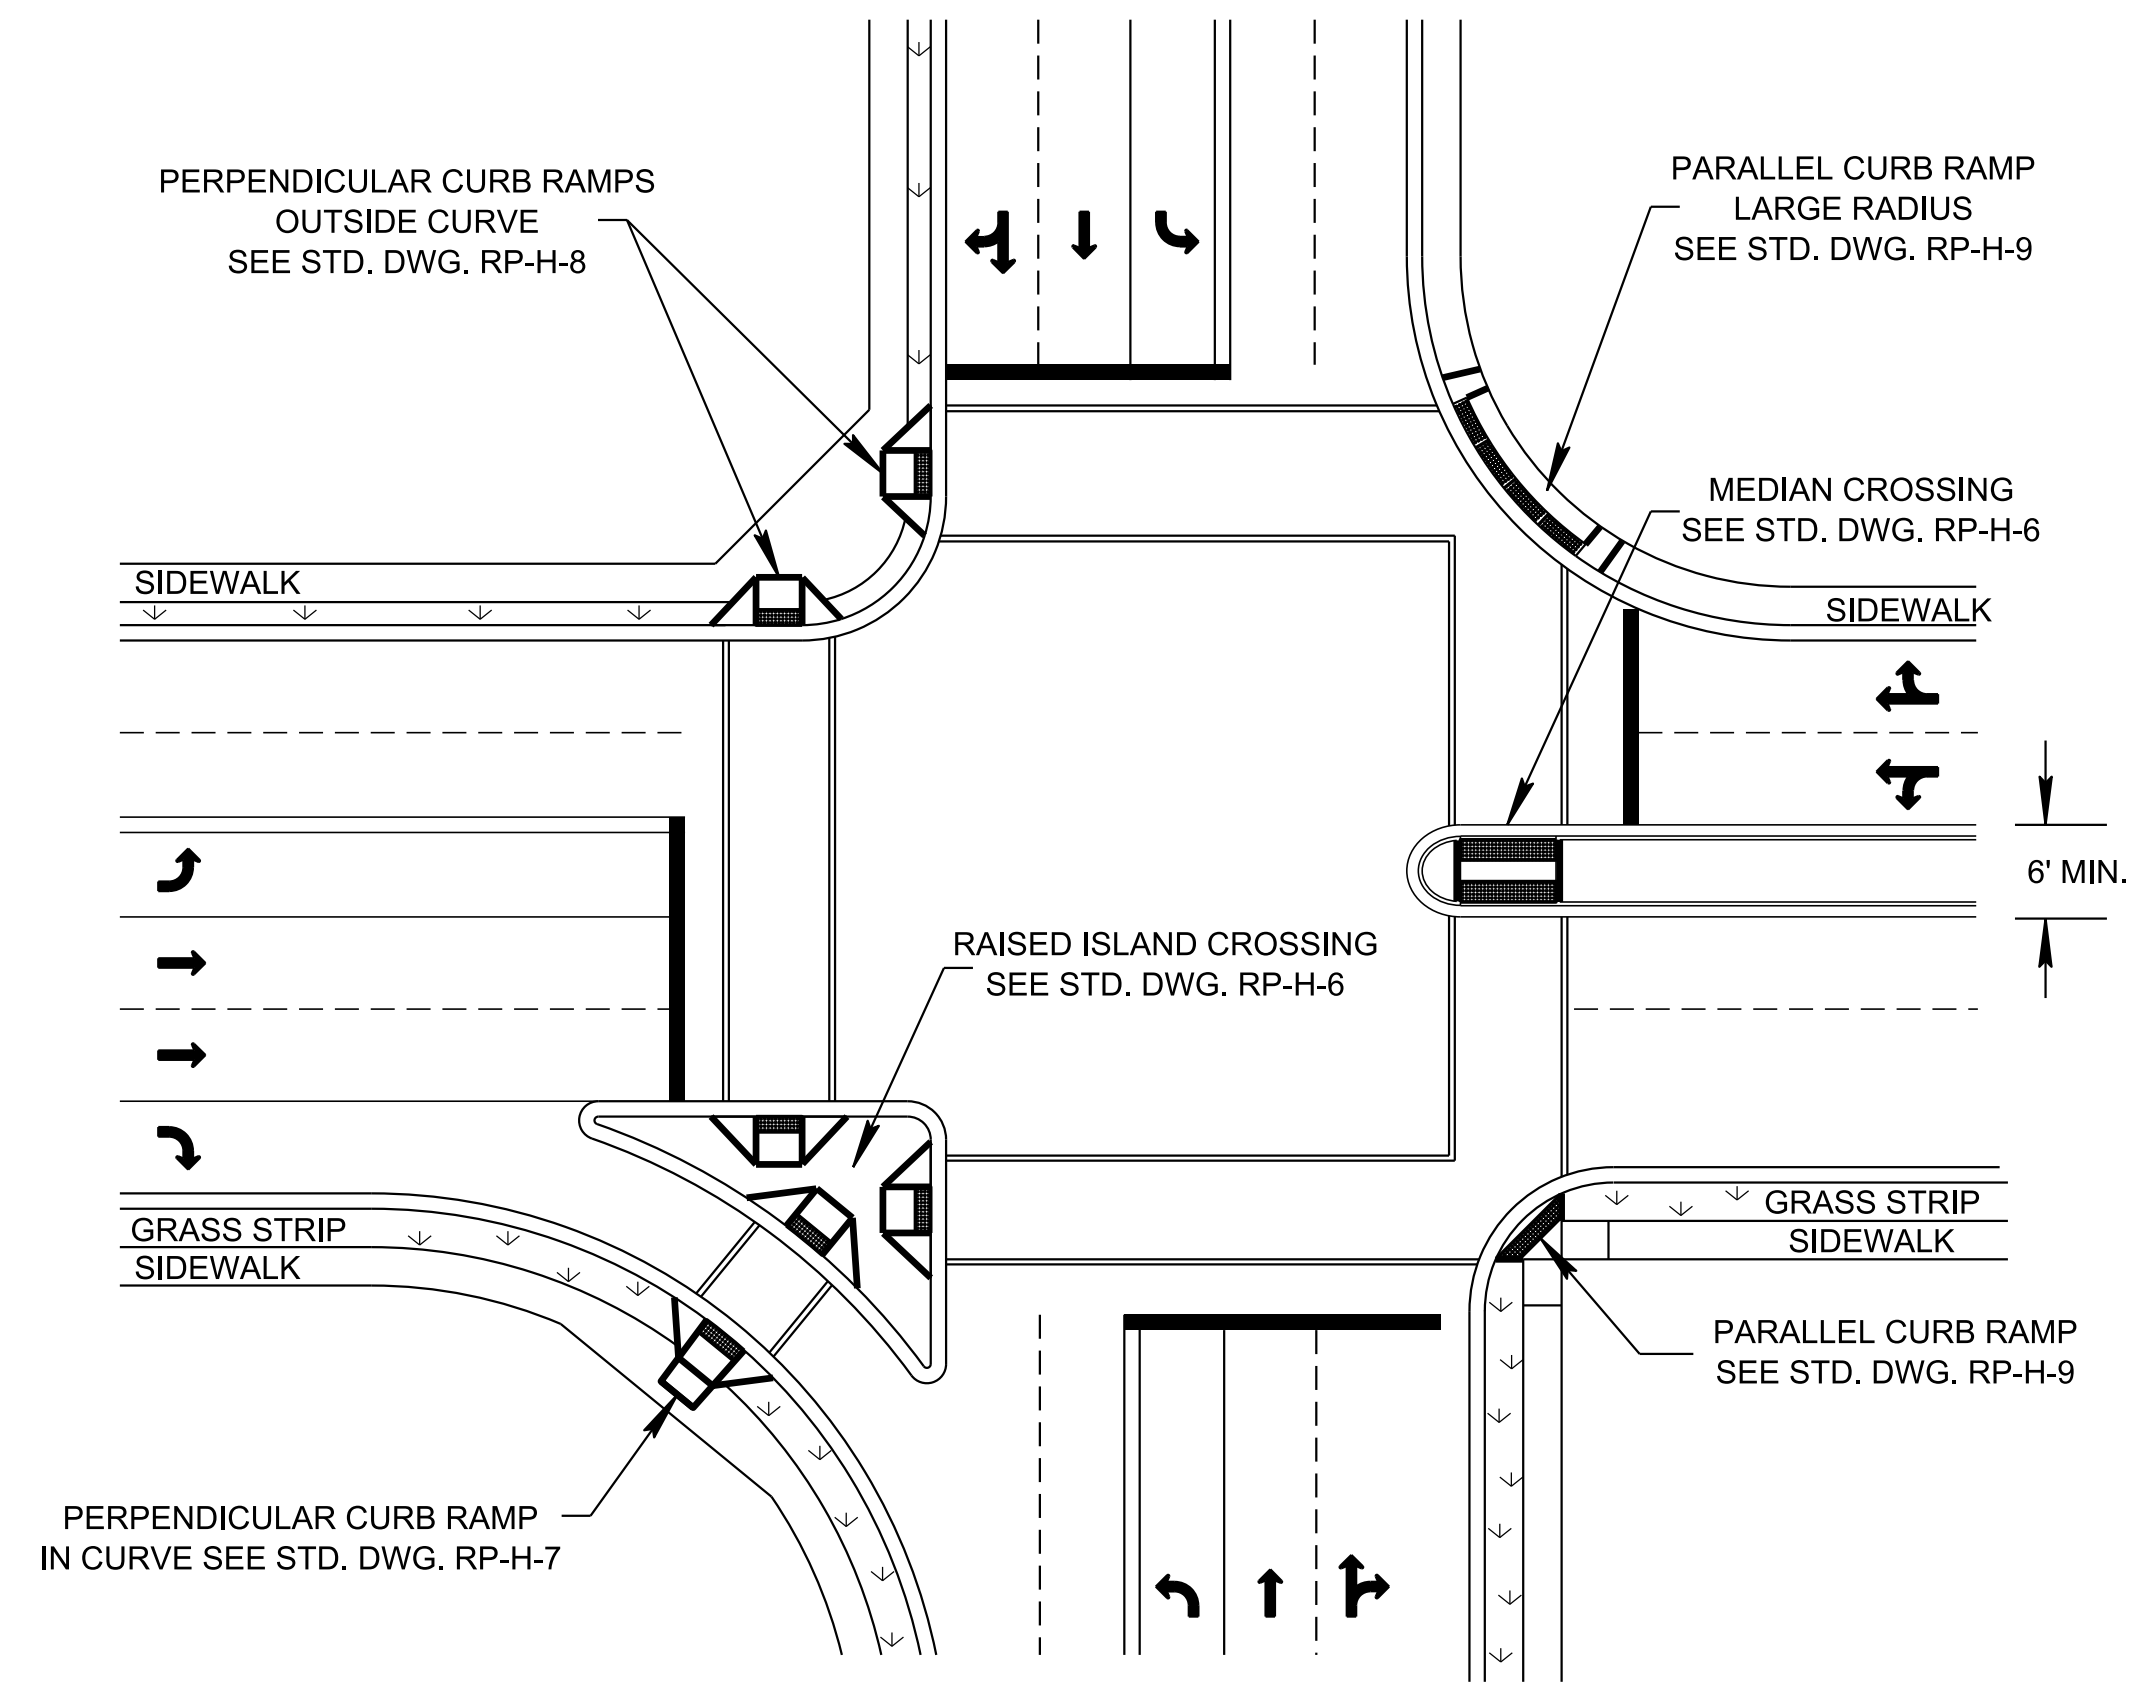 PERPENDICULAR CURB RAMPS
OUTSIDE CURVE
SEE STD. DWG. RP-H-8
PARALLEL CURB RAMP
LARGE RADIUS
SEE STD. DWG. RP-H-9
MEDIAN CROSSING
SEE STD. DWG. RP-H-6
SIDEWALK
SIDEWALK
6' MIN.
RAISED ISLAND CROSSING
SEE STD. DWG. RP-H-6
GRASS STRIP
SIDEWALK
GRASS STRIP
SIDEWALK
PARALLEL CURB RAMP
SEE STD. DWG. RP-H-9
PERPENDICULAR CURB RAMP
IN CURVE SEE STD. DWG. RP-H-7